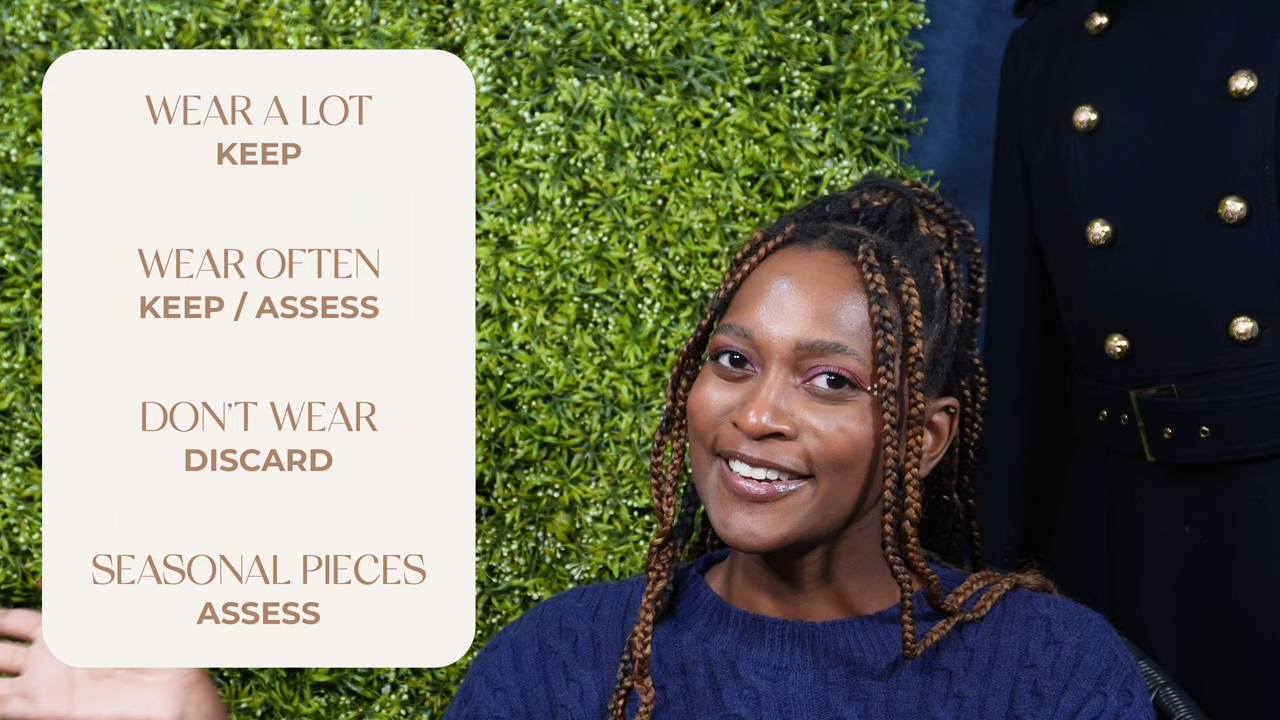 WEAR A LOT
KEEP
WEAR OFTEN
KEEP / ASSESS
DON'T WEAR
DISCARD
SEASONAL PIECES
ASSESS